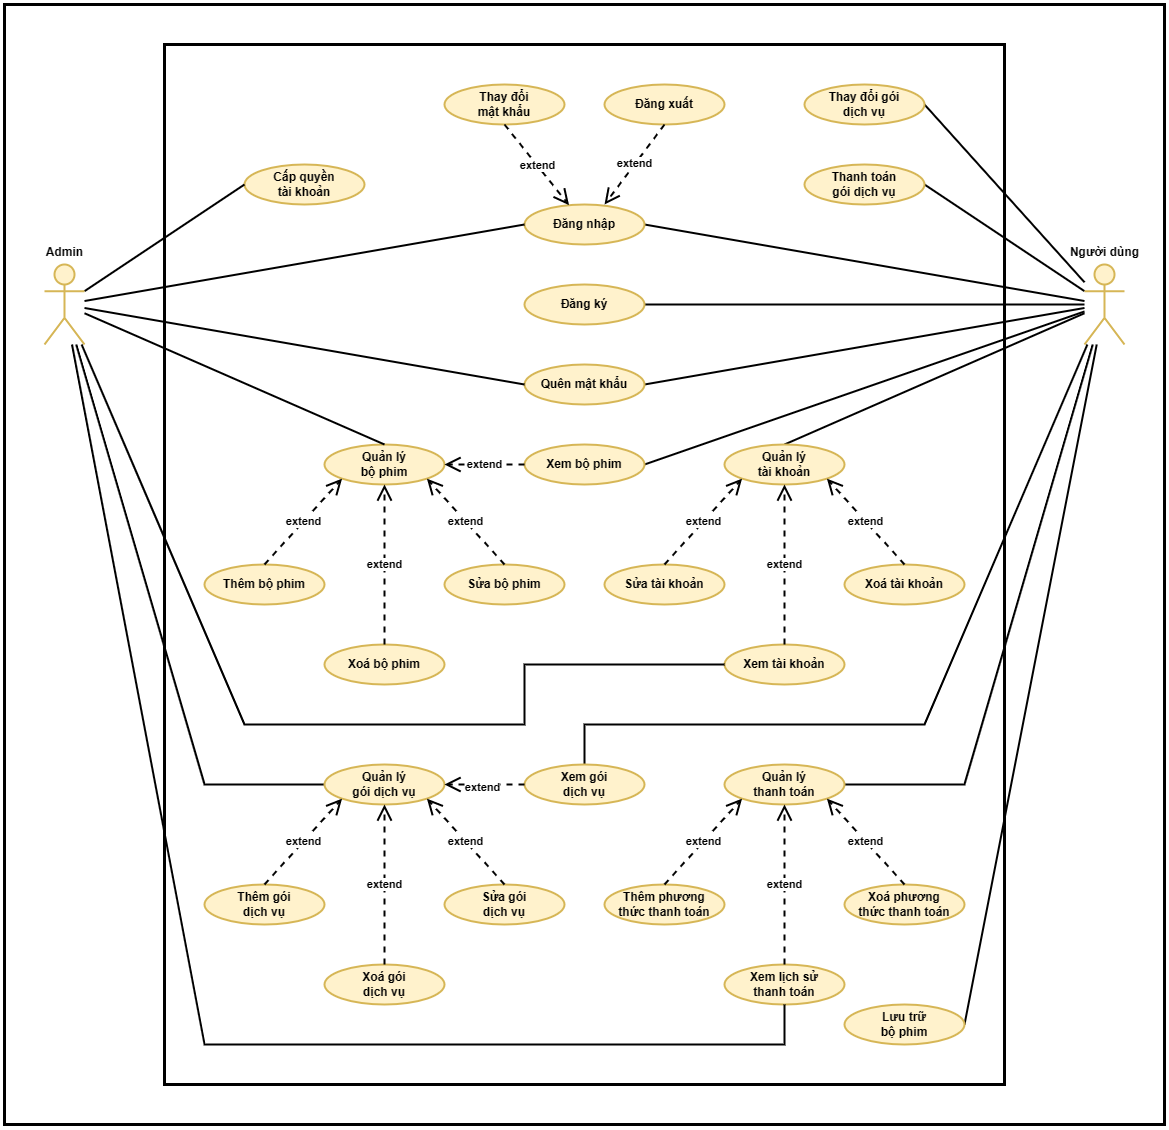 Thay đổi
mật khẩu
Đăng xuất
Thay đổi gói
dịch vụ
extend
extend
Cấp quyền
tài khoản
Thanh toán
gói dịch vụ
Đăng nhập
Admin
Người dùng
Đăng ký
Quên mật khẩu
Quản lý
bộ phim
extend
Xem bộ phim
Quản lý
tài khoản
extend
extend
extend
extend
extend
extend
Thêm bộ phim
Sửa bộ phim
Sửa tài khoản
Xoá tài khoản
Xoá bộ phim
Xem tài khoản
Quản lý
gói dịch vụ
extend
Xem gói
dịch vụ
Quản lý
thanh toán
extend
extend
extend
extend
extend
extend
Thêm gói
dịch vụ
Sửa gói
dịch vụ
Thêm phương
thức thanh toán
Xoá phương
thức thanh toán
Xoá gói
dịch vụ
Xem lịch sử
thanh toán
Lưu trữ
bộ phim